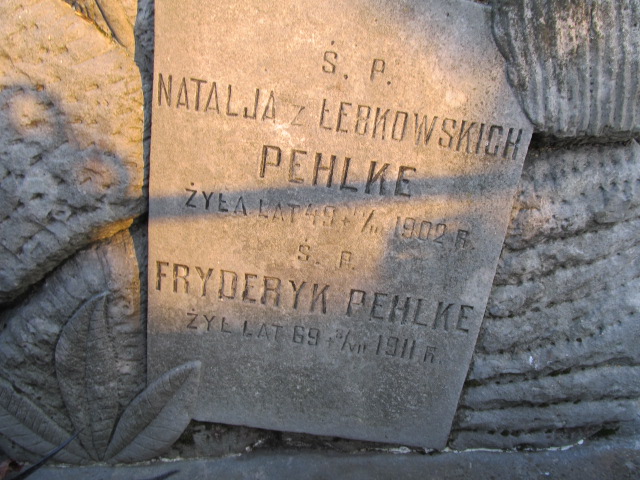 Ś. P.
NATALJA z ŁEBKOWSKICH
PEHLKE
ŻYŁA LAT 49 + 1902 R.
Ś. P.
FRYDERYK PEHLKE
ŻYŁ LAT 69 + 1911 R.